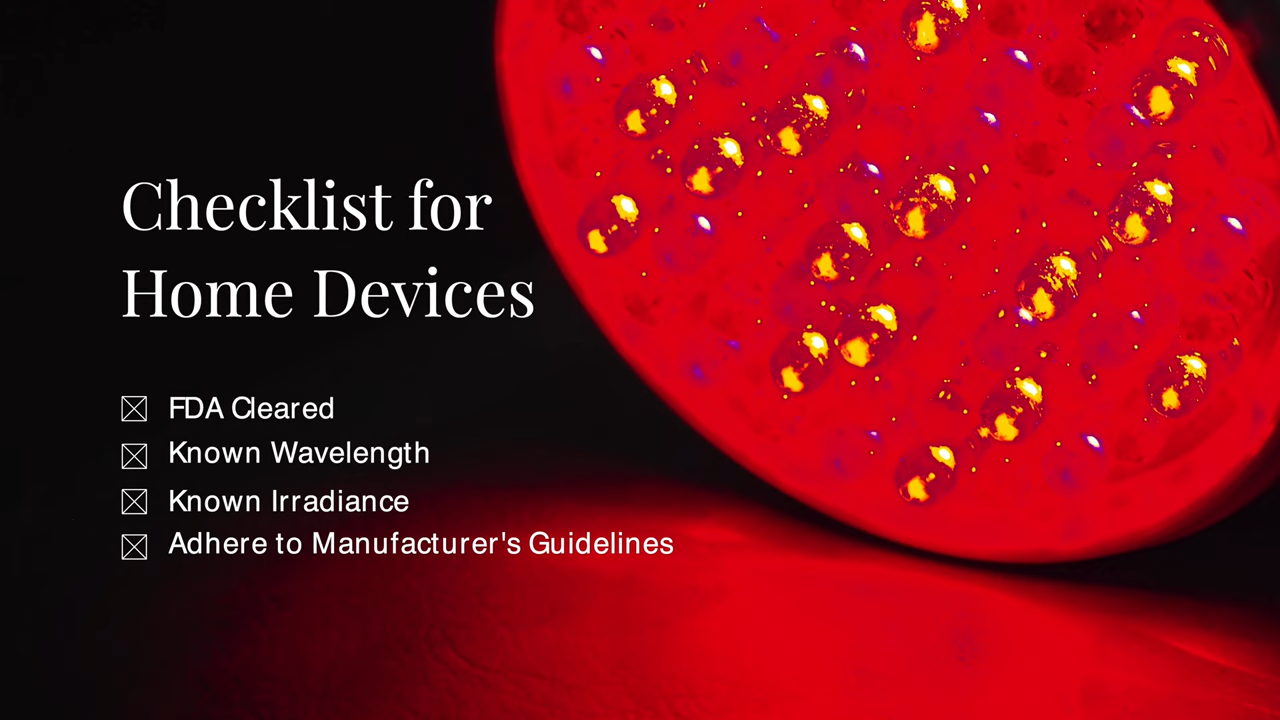 Checklist for
Home Devices
FDA Cleared
Known Wavelength
Known Irradiance
Adhere to Manufacturer's Guidelines